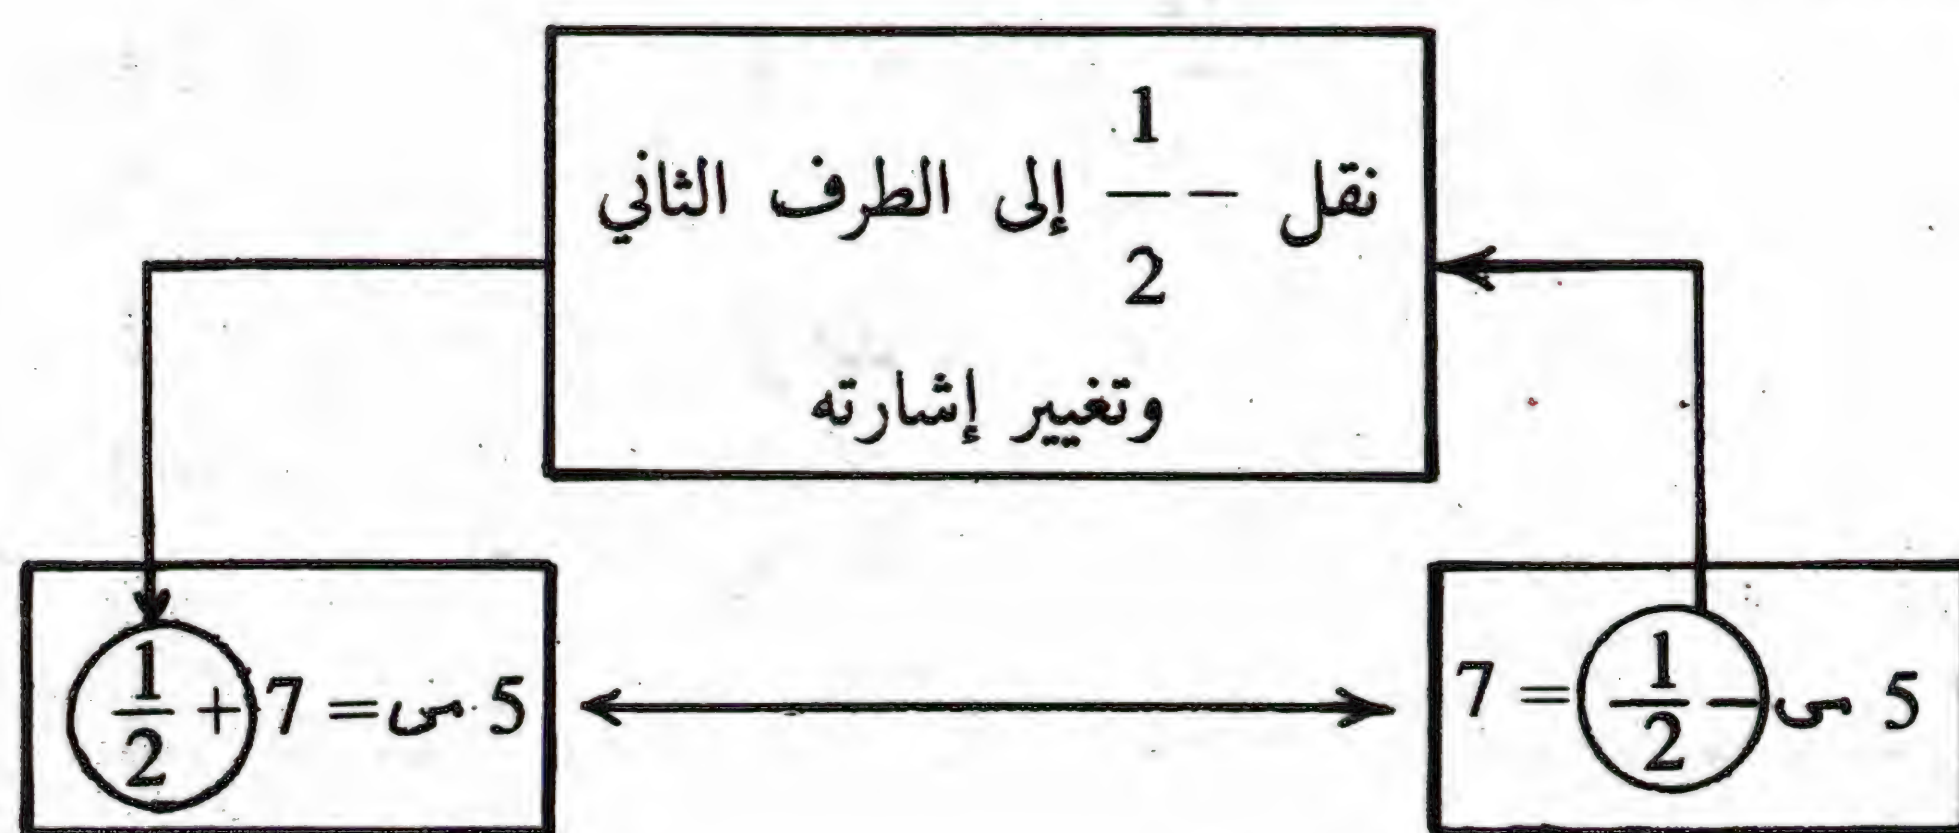 نقل − 1/2 إلى الطرف الثاني
وتغيير إشارته
5 س − 1/2 = 7
5 س = 7 + 1/2